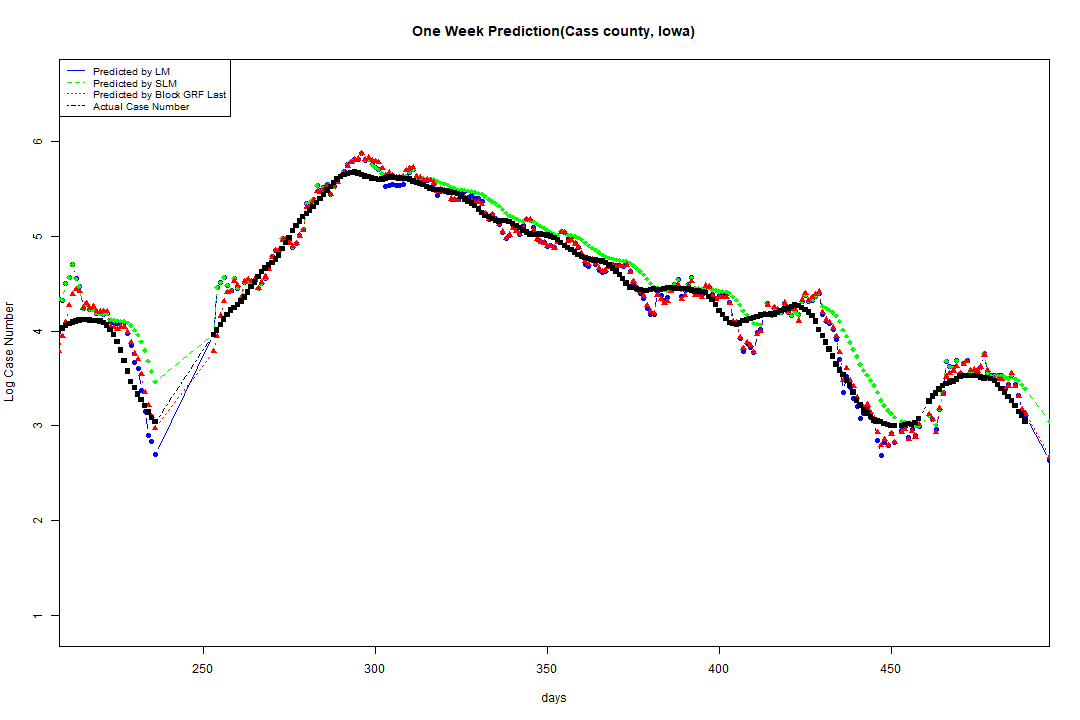 One Week Prediction(Cass county, Iowa)
Predicted by LM
Predicted by SLM
Predicted by Block GRF Last
Actual Case Number
Log Case Number
6
5
4
3
2
1
250 300 350 400 450
days